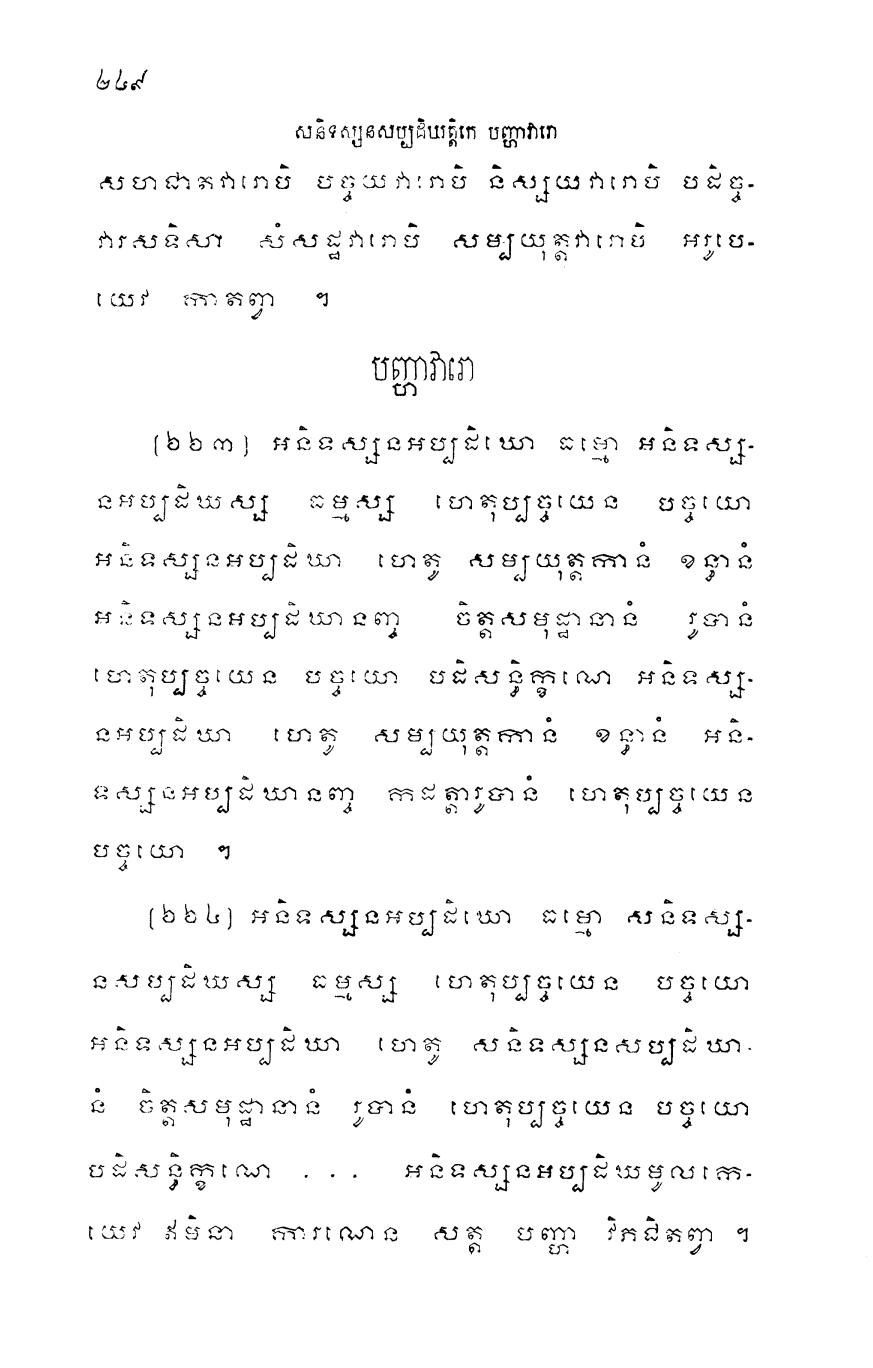 ២៤៩
សនិទស្សនសប្បដិឃត្តិកេ បញ្ហាវារោ
សហជាតវារោបិ បច្ចយវារោបិ និស្សយវារោបិ បដិច្ច-
វារសទិសា សំសដ្ឋវារោបិ សម្បយុត្តវារោបិ អរូបេ-
យេវ កាតព្វា ។
បញ្ហាវារោ
[២២៣] អនិទស្សនអប្បដិឃោ ធម្មោ អនិទស្ស-
នអប្បដិឃស្ស ធម្មស្ស ហេតុប្បច្ចយេន បច្ចយោ
អនិទស្សនអប្បដិឃា ហេតូ សម្បយុត្តកានំ ខន្ធានំ
អនិទស្សនអប្បដិឃានញ្ច ចិត្តសមុដ្ឋានានំ រូបានំ
ហេតុប្បច្ចយេន បច្ចយោ បដិសន្ធិក្ខណេ អនិទស្ស-
នអប្បដិឃា ហេតូ សម្បយុត្តកានំ ខន្ធានំ អនិ-
ទស្សនអប្បដិឃានញ្ច កដត្តារូបានំ ហេតុប្បច្ចយេន
បច្ចយោ ។
[២២៤] អនិទស្សនអប្បដិឃោ ធម្មោ សនិទស្ស-
នសប្បដិឃស្ស ធម្មស្ស ហេតុប្បច្ចយេន បច្ចយោ
អនិទស្សនអប្បដិឃា ហេតូ សនិទស្សនសប្បដិឃា-
នំ ចិត្តសមុដ្ឋានានំ រូបានំ ហេតុប្បច្ចយេន បច្ចយោ
បដិសន្ធិក្ខណេ . . . អនិទស្សនអប្បដិឃមូលកេ-
យេវ ឥមិនា ការណេន សត្ត បញ្ហា វិភជិតព្វា ។